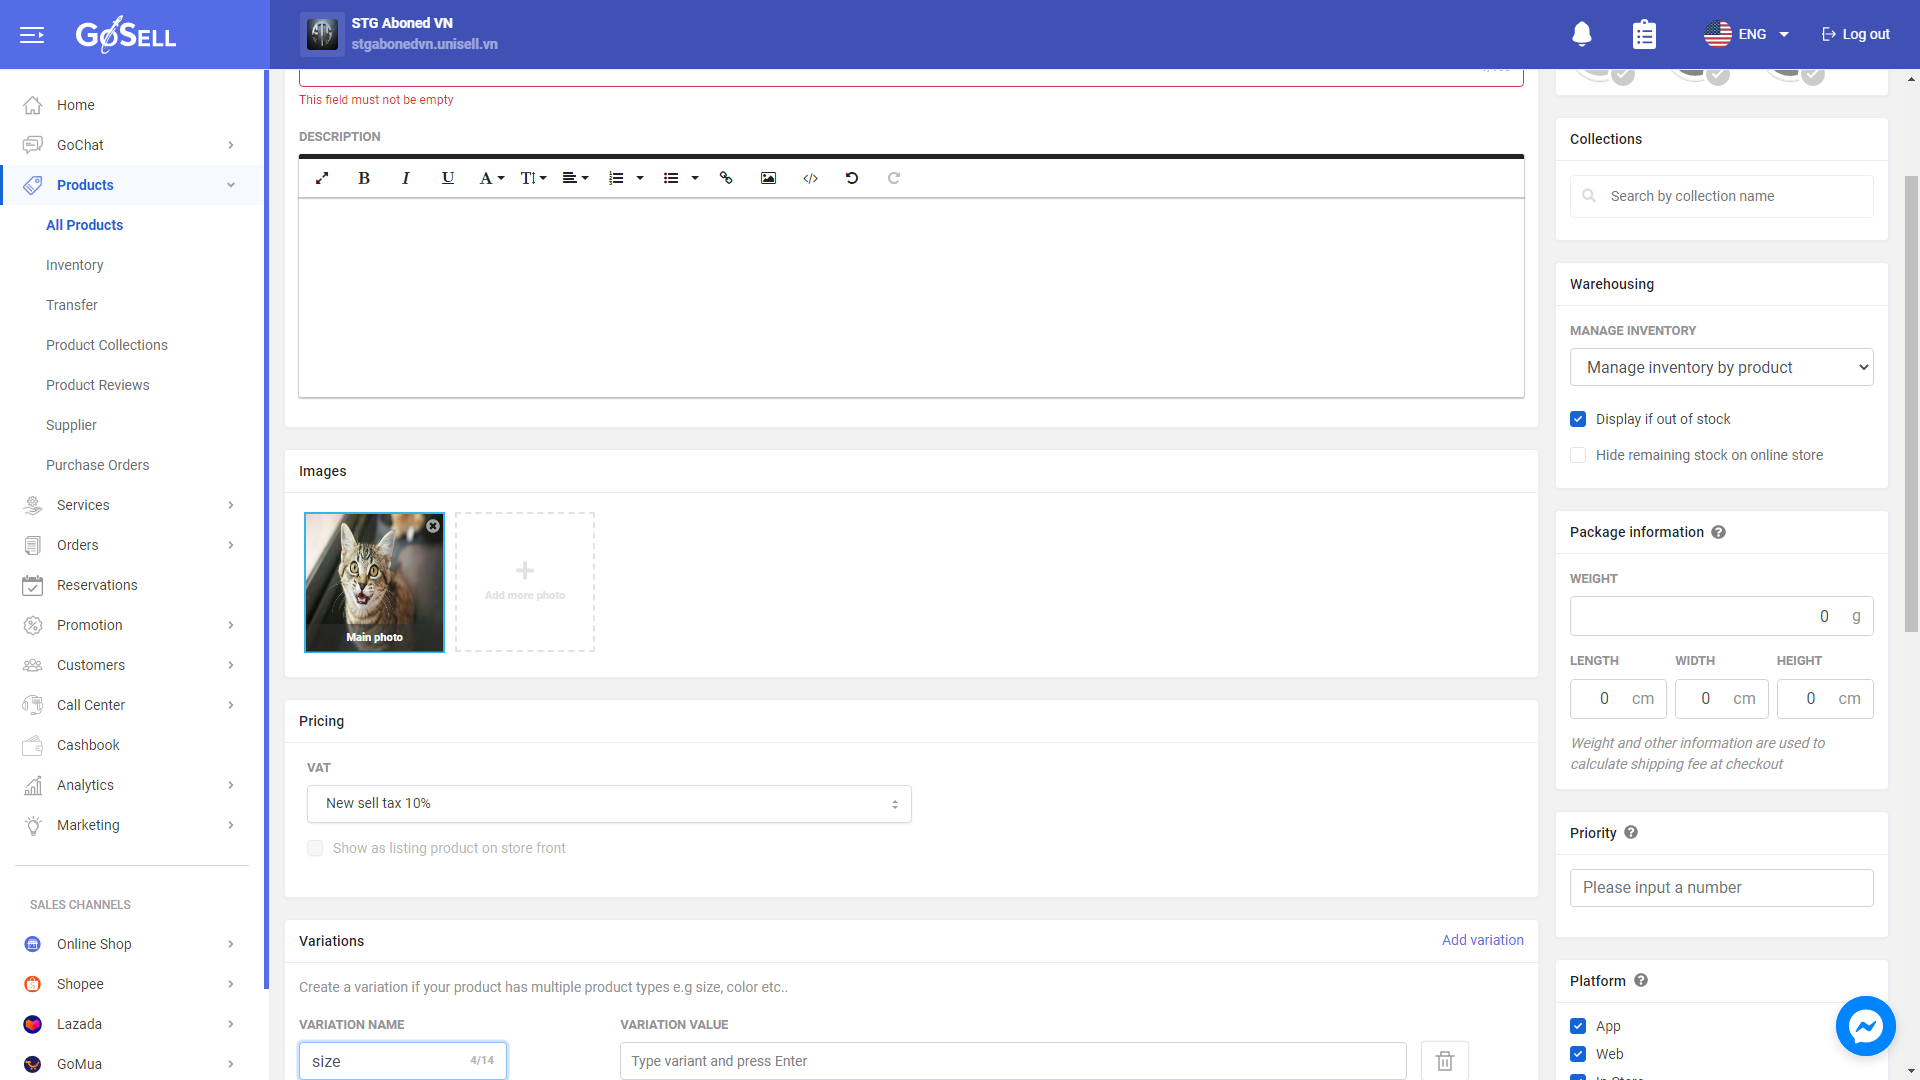 GoSELL
STG Aboned VN
stgabonedvn.unisell.vn
ENG
Log out
Home
GoChat
Products
All Products
Inventory
Transfer
Product Collections
Product Reviews
Supplier
Purchase Orders
Services
Orders
Reservations
Promotion
Customers
Call Center
Cashbook
Analytics
Marketing
SALES CHANNELS
Online Shop
Shopee
Lazada
GoMua
This field must not be empty
DESCRIPTION
Images
Main photo
Add more photo
Pricing
VAT
New sell tax 10%
Show as listing product on store front
Variations
Add variation
Create a variation if your product has multiple product types e.g size, color etc..
VARIATION NAME
VARIATION VALUE
size
4/14
Type variant and press Enter
Collections
Search by collection name
Warehousing
MANAGE INVENTORY
Manage inventory by product
Display if out of stock
Hide remaining stock on online store
Package information
WEIGHT
0 g
LENGTH
WIDTH
HEIGHT
0 cm
0 cm
0 cm
Weight and other information are used to
calculate shipping fee at checkout
Priority
Please input a number
Platform
App
Web